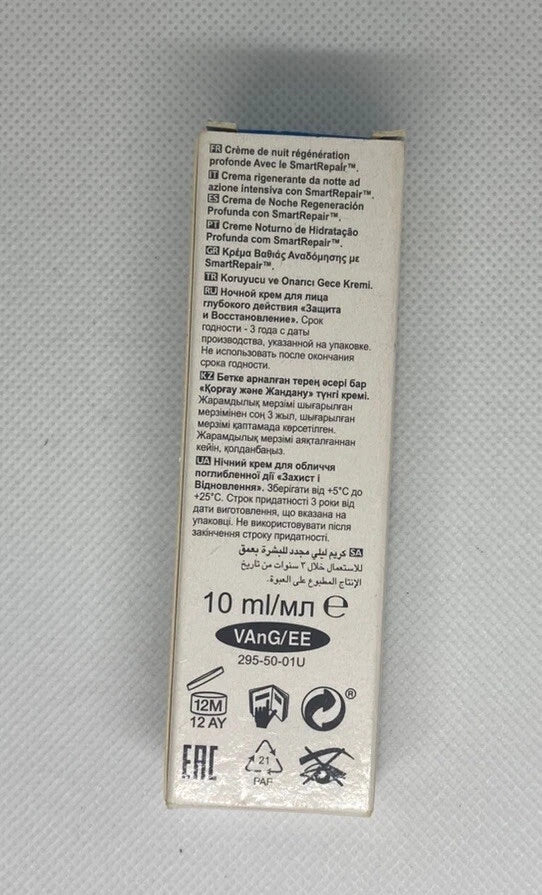 FR Crème de nuit régénération
profonde Avec le SmartRepair™.
IT Crema rigenerante da notte ad
azione intensiva con SmartRepair™.
ES Crema de Noche Regeneración
Profunda con SmartRepair™.
PT Creme Noturno de Hidratação
Profunda com SmartRepair™.
GR Κρέμα Βαθιάς Αναδόμησης με
SmartRepair™.
TR Koruyucu ve Onarıcı Gece Kremi.
RU Ночной крем для лица
глубокого действия «Защита
и Восстановление». Срок
годности - 3 года с даты
производства, указанной на упаковке.
Не использовать после окончания
срока годности.
KZ Бетке арналған терең әсері бар
«Қорғау және Жандану» түнгі кремі.
Жарамдылық мерзімі шығарылған
мерзімінен соң 3 жыл, шығарылған
мерзімі қаптамада көрсетілген.
Жарамдылық мерзімі аяқталғаннан
кейін, қолданбаңыз.
UA Нічний крем для обличчя
поглибленної дії «Захист і
Відновлення». Зберігати від +5°C до
+25°C. Строк придатності 3 роки від
дати виготовлення, що вказана на
упаковці. Не використовувати після
закінчення строку придатності.
SA كريم ليلي مجدد للبشرة بعمق
للاستعمال خلال ٣ سنوات من تاريخ
الإنتاج المطبوع على العبوة.
10 ml/мл ℮
VAnG/EE
295-50-01U
12M
12 AY
®
EAC
21
PAP